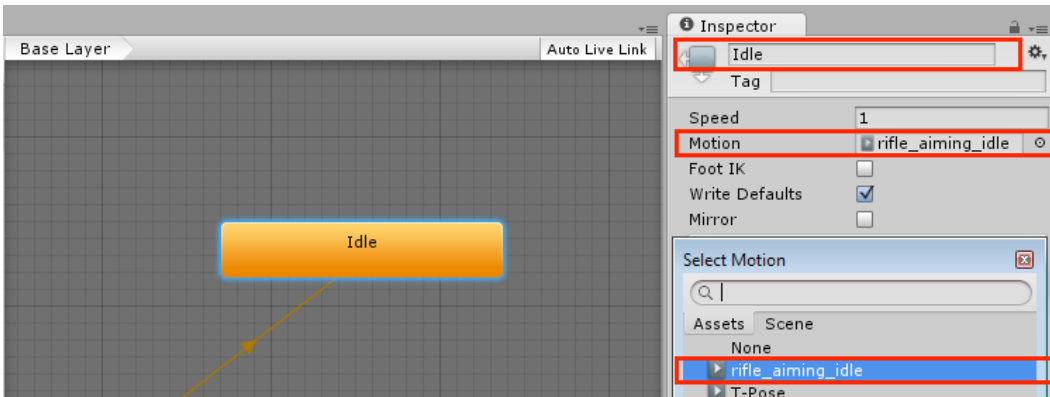 Inspector
Base Layer
Auto Live Link
Idle
Tag
Speed 1
Motion rifle_aiming_idle
Foot IK
Write Defaults
Mirror
Idle
Select Motion
Assets Scene
None
rifle_aiming_idle
T-Pose